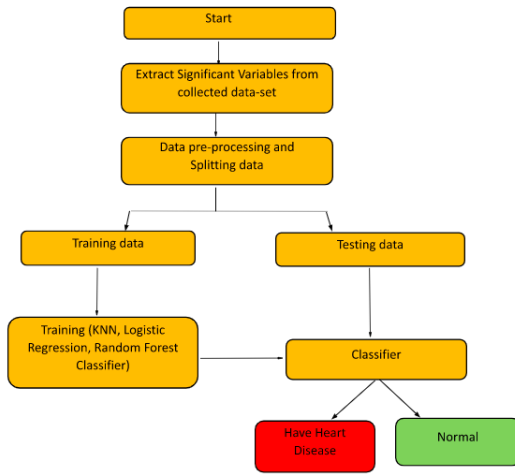 Start
Extract Significant Variables from
collected data-set
Data pre-processing and
Splitting data
Training data
Testing data
Training (KNN, Logistic
Regression, Random Forest
Classifier)
Classifier
Have Heart
Disease
Normal